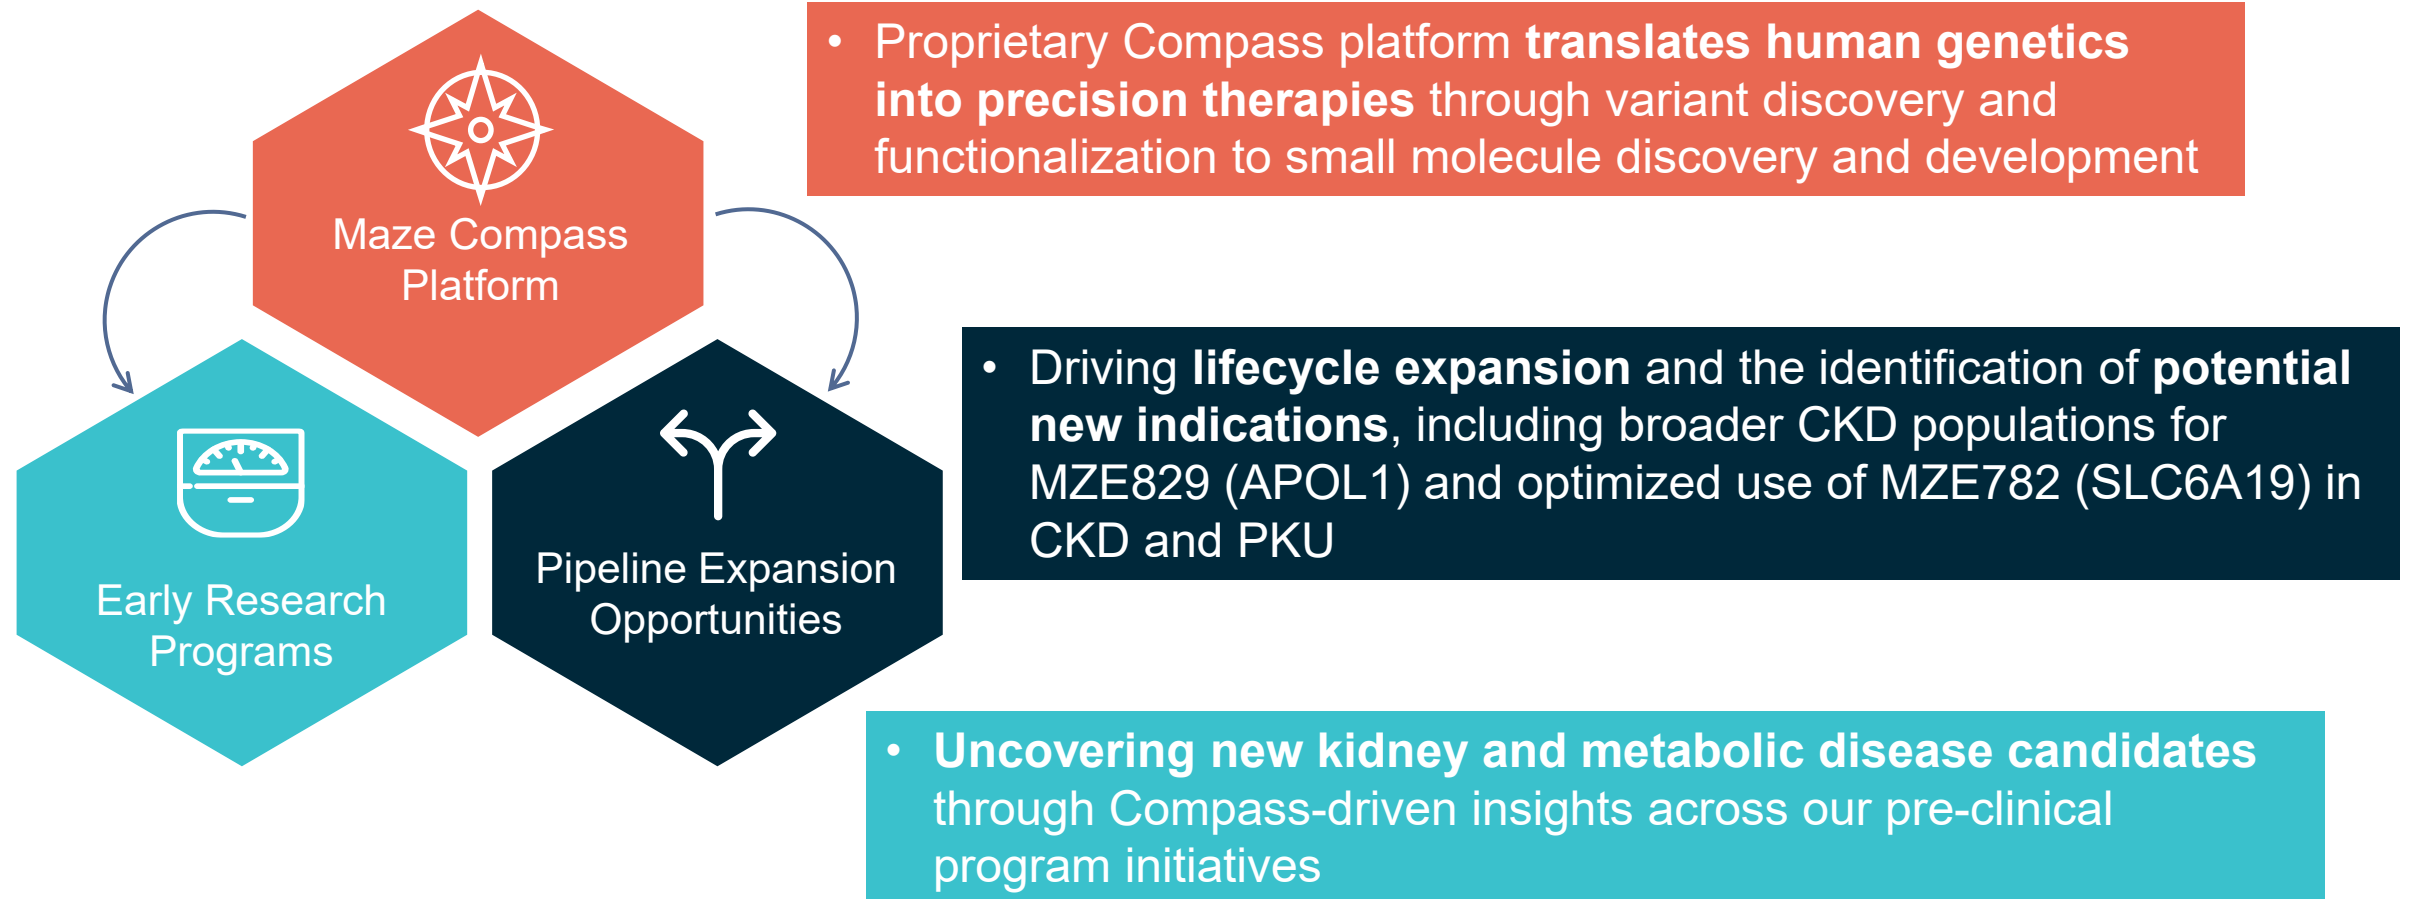 Maze Compass
Platform
Early Research
Programs
Pipeline Expansion
Opportunities
• Proprietary Compass platform translates human genetics
into precision therapies through variant discovery and
functionalization to small molecule discovery and development
• Driving lifecycle expansion and the identification of potential
new indications, including broader CKD populations for
MZE829 (APOL1) and optimized use of MZE782 (SLC6A19) in
CKD and PKU
• Uncovering new kidney and metabolic disease candidates
through Compass-driven insights across our pre-clinical
program initiatives